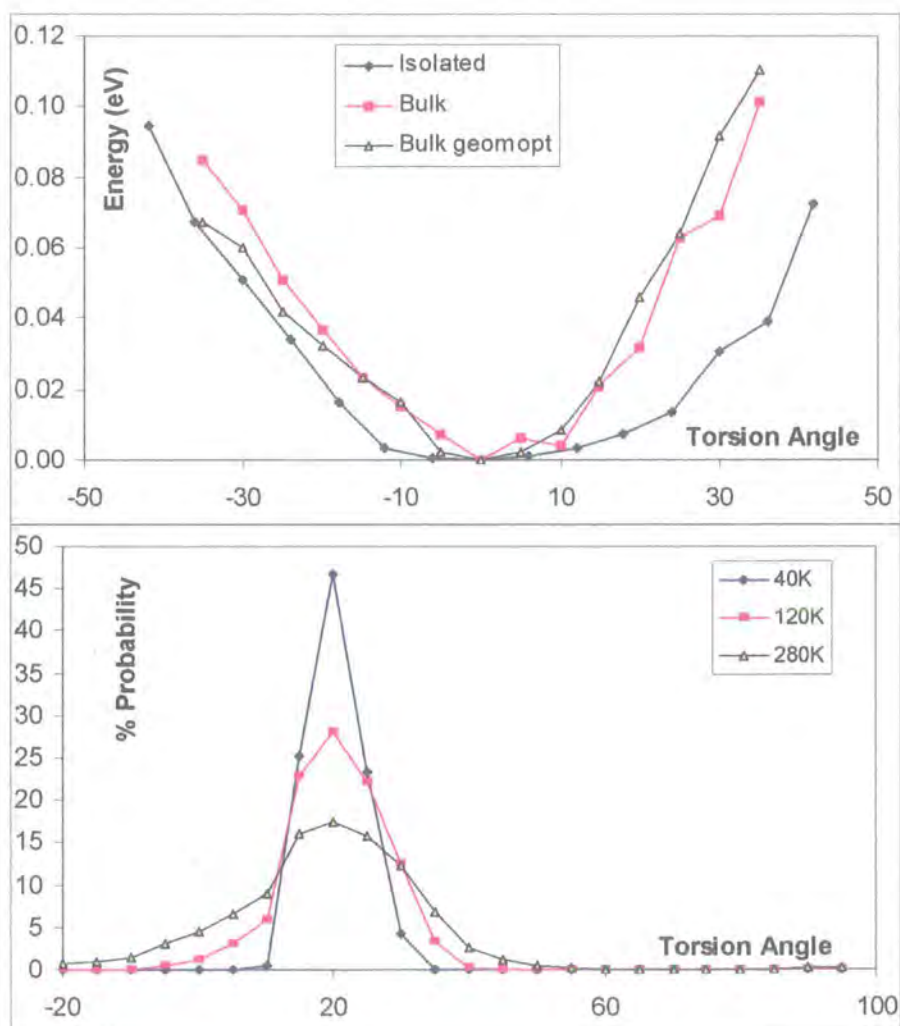 0.12
0.10
0.08
0.06
0.04
0.02
0.00
Energy (eV)
Isolated
Bulk
Bulk geom opt
Torsion Angle
-50
-30
-10
10
30
50
50
45
40
35
30
25
20
15
10
5
0
% Probability
40K
120K
280K
Torsion Angle
-20
20
60
100